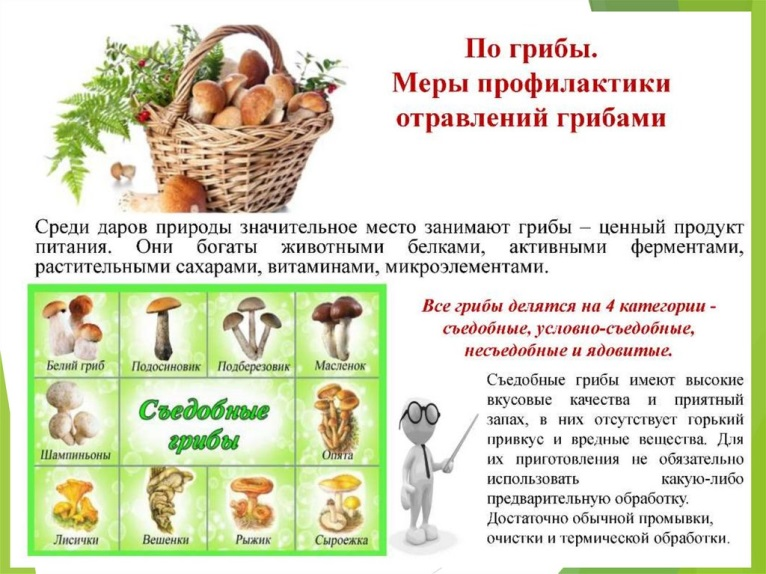 По грибы.
Меры профилактики
отравлений грибами
Среди даров природы значительное место занимают грибы – ценный продукт
питания. Они богаты животными белками, активными ферментами,
растительными сахарами, витаминами, микроэлементами.
Белий гриб
Подосиновик
Подберезовик
Масленок
Шампиньоны
Съедобные
грибы
Опята
Лисички
Вешенки
Рыжик
Сыроежка
Все грибы делятся на 4 категории -
съедобные, условно-съедобные,
несъедобные и ядовитые.
Съедобные грибы имеют высокие
вкусовые качества и приятный
запах, в них отсутствует горький
привкус и вредные вещества. Для
их приготовления не обязательно
использовать какую-либо
предварительную обработку.
Достаточно обычной промывки,
очистки и термической обработки.